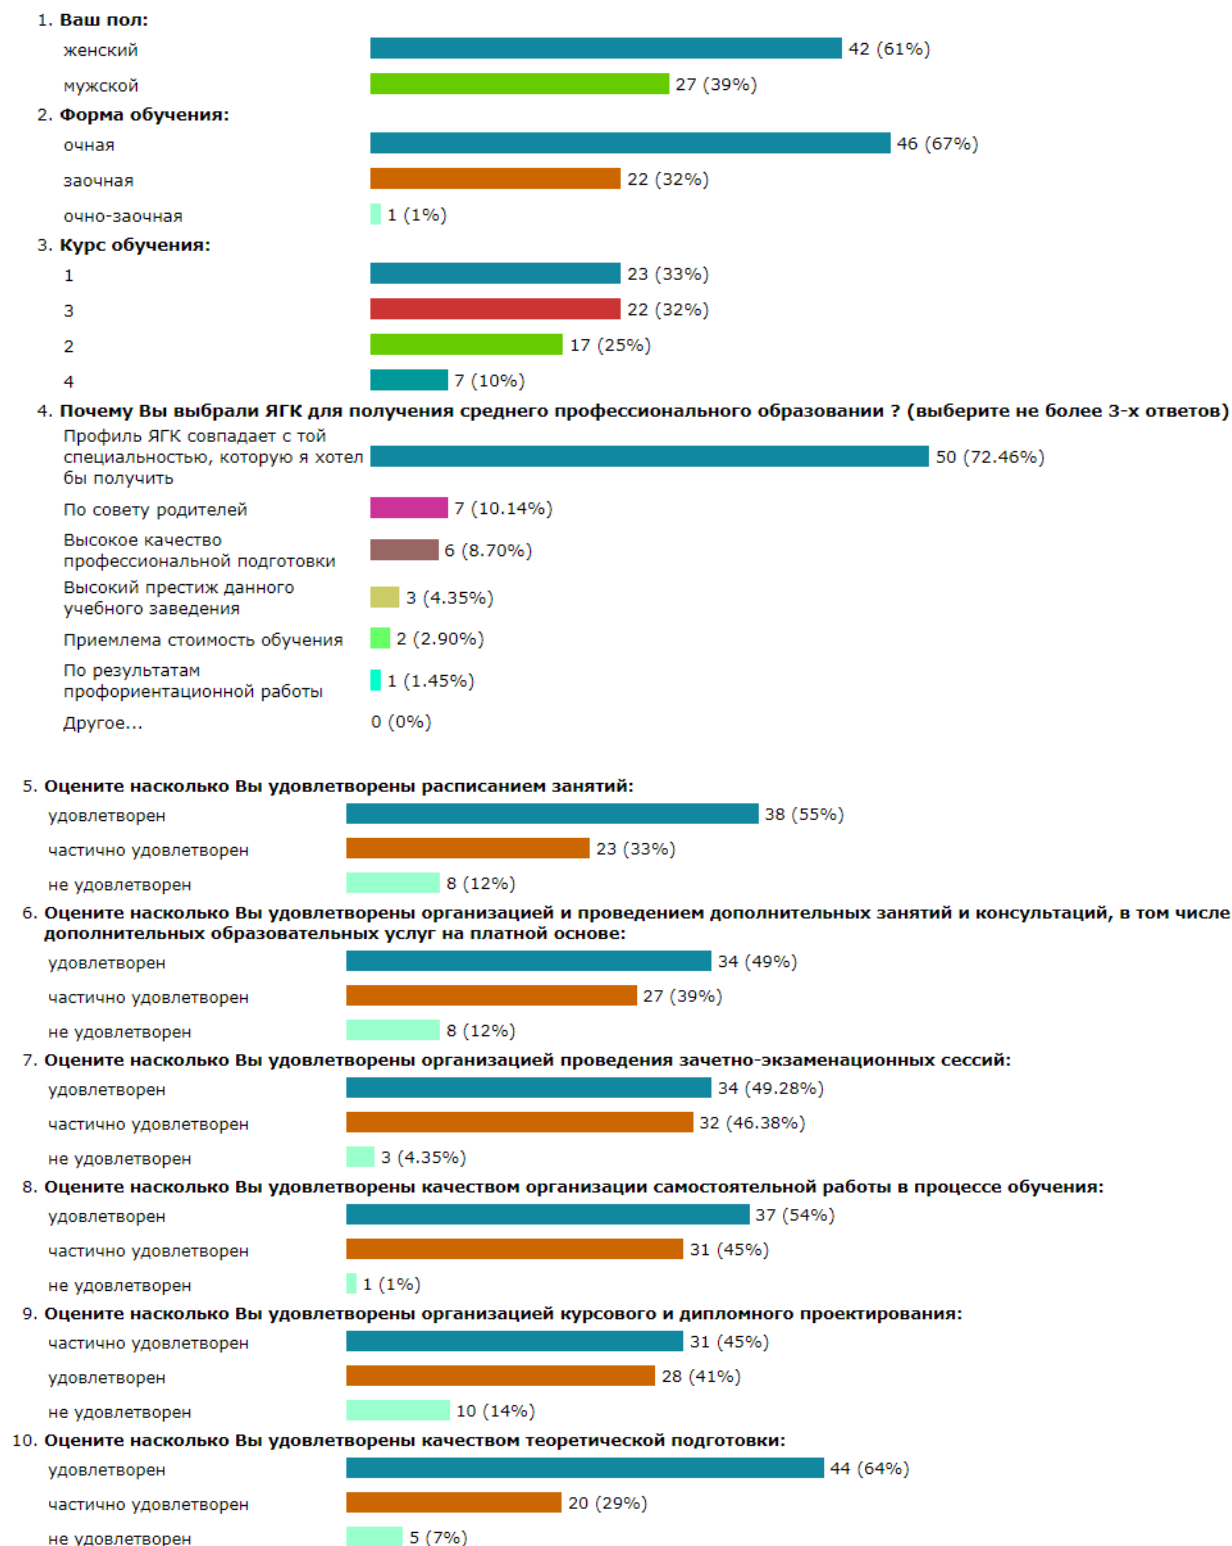 1. Ваш пол:
женский 42 (61%)
мужской 27 (39%)
2. Форма обучения:
очная 46 (67%)
заочная 22 (32%)
очно-заочная 1 (1%)
3. Курс обучения:
1 23 (33%)
3 22 (32%)
2 17 (25%)
4 7 (10%)
4. Почему Вы выбрали ЯГК для получения среднего профессионального образовании ? (выберите не более 3-х ответов)
Профиль ЯГК совпадает с той
специальностью, которую я хотел 50 (72.46%)
бы получить
По совету родителей 7 (10.14%)
Высокое качество
профессиональной подготовки 6 (8.70%)
Высокий престиж данного
учебного заведения 3 (4.35%)
Приемлема стоимость обучения 2 (2.90%)
По результатам
профориентационной работы 1 (1.45%)
Другое... 0 (0%)
5. Оцените насколько Вы удовлетворены расписанием занятий:
удовлетворен 38 (55%)
частично удовлетворен 23 (33%)
не удовлетворен 8 (12%)
6. Оцените насколько Вы удовлетворены организацией и проведением дополнительных занятий и консультаций, в том числе
дополнительных образовательных услуг на платной основе:
удовлетворен 34 (49%)
частично удовлетворен 27 (39%)
не удовлетворен 8 (12%)
7. Оцените насколько Вы удовлетворены организацией проведения зачетно-экзаменационных сессий:
удовлетворен 34 (49.28%)
частично удовлетворен 32 (46.38%)
не удовлетворен 3 (4.35%)
8. Оцените насколько Вы удовлетворены качеством организации самостоятельной работы в процессе обучения:
удовлетворен 37 (54%)
частично удовлетворен 31 (45%)
не удовлетворен 1 (1%)
9. Оцените насколько Вы удовлетворены организацией курсового и дипломного проектирования:
частично удовлетворен 31 (45%)
удовлетворен 28 (41%)
не удовлетворен 10 (14%)
10. Оцените насколько Вы удовлетворены качеством теоретической подготовки:
удовлетворен 44 (64%)
частично удовлетворен 20 (29%)
не удовлетворен 5 (7%)